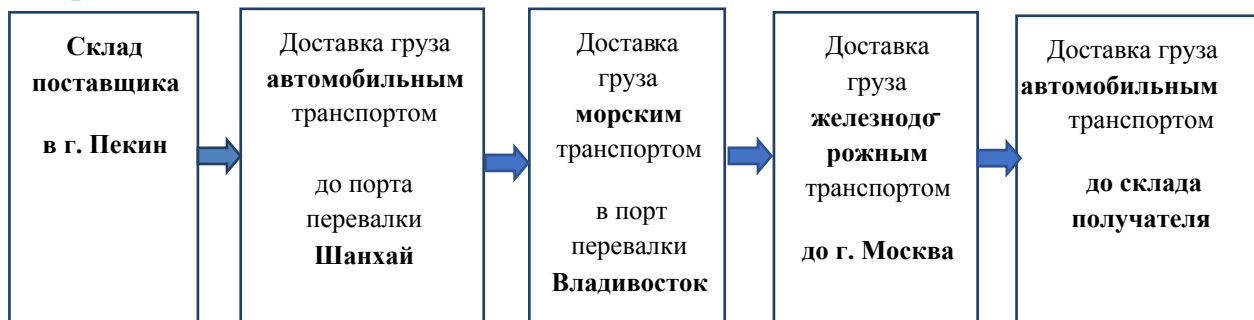 Склад
поставщика
в г. Пекин
Доставка груза
автомобильным
транспортом
до порта
перевалки
Шанхай
Доставка
груза
морским
транспортом
в порт
перевалки
Владивосток
Доставка
груза
железнодо-
рожным
транспортом
до г. Москва
Доставка груза
автомобильным
транспортом
до склада
получателя